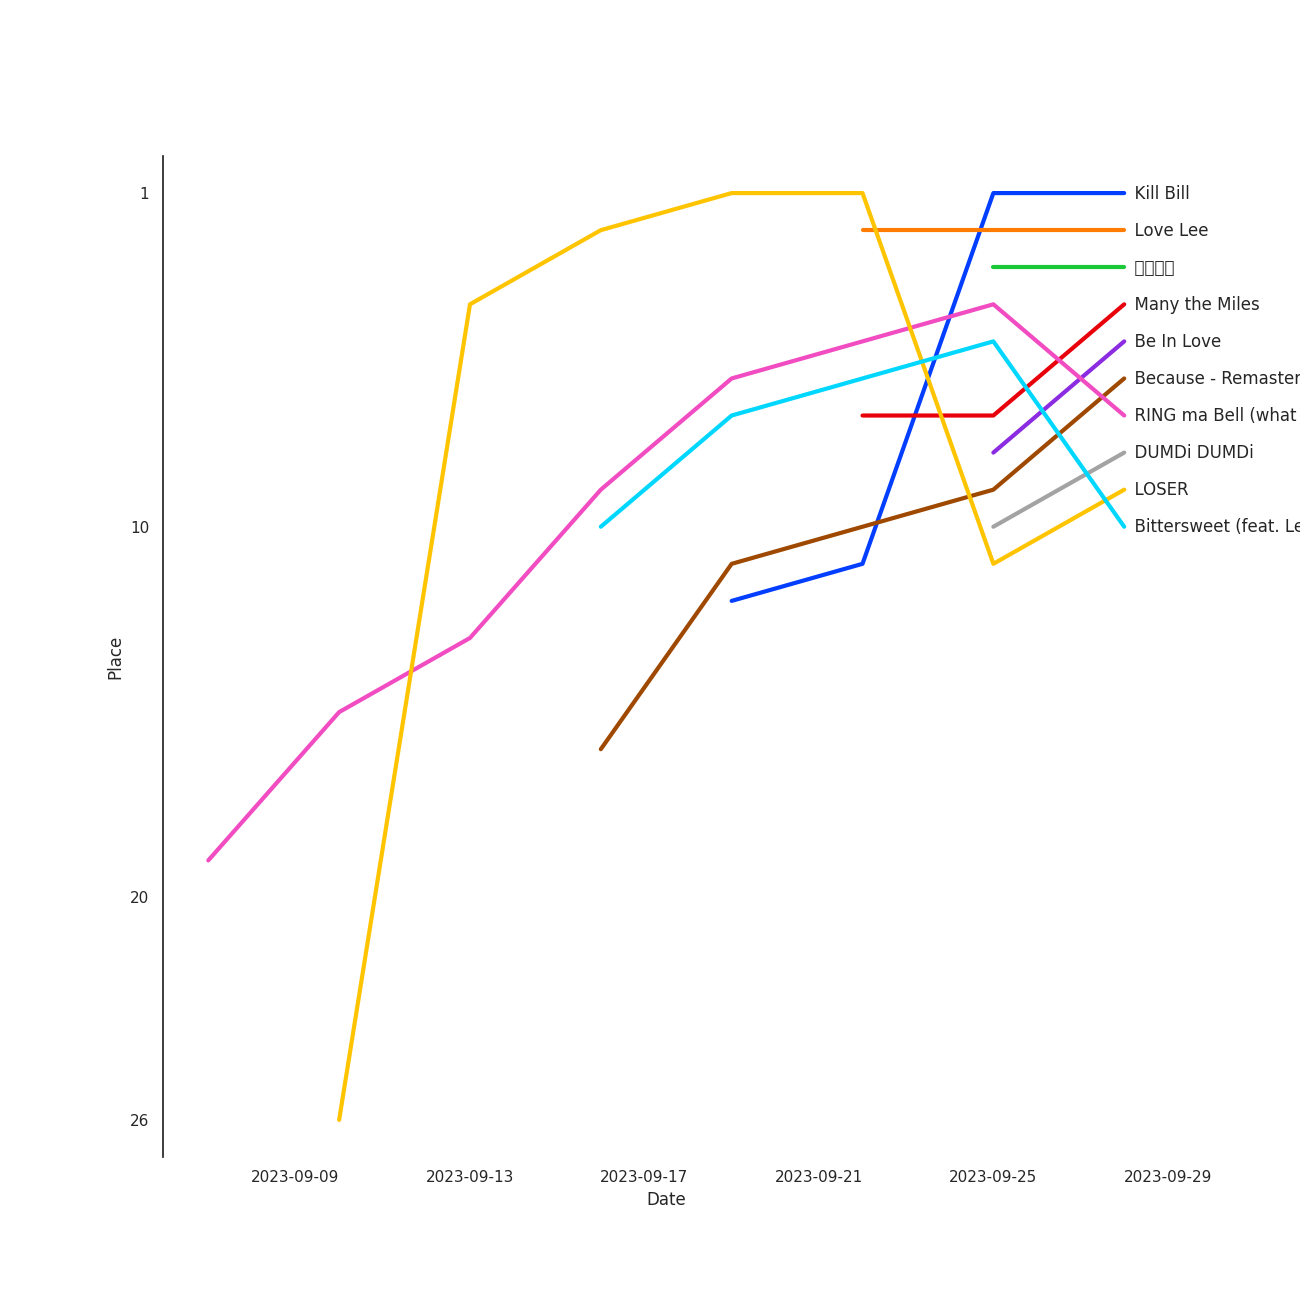 1
10
20
26
Place
2023-09-09
2023-09-13
2023-09-17
2023-09-21
2023-09-25
2023-09-29
Date
Kill Bill
Love Lee
Many the Miles
Be In Love
Because - Remaster
RING ma Bell (what
DUMDi DUMDi
LOSER
Bittersweet (feat. Le